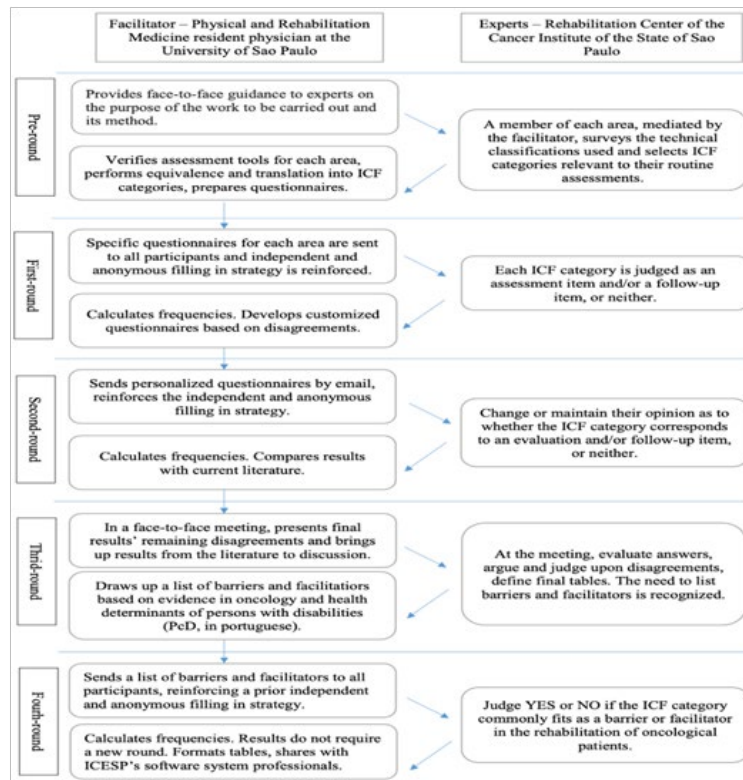 Facilitator – Physical and Rehabilitation
Medicine resident physician at the
University of Sao Paulo
Experts – Rehabilitation Center of the
Cancer Institute of the State of Sao
Paulo
Pre-round
Provides face-to-face guidance to experts on
the purpose of the work to be carried out and
its method.
A member of each area, mediated by
the facilitator, surveys the technical
classifications used and selects ICF
categories relevant to their routine
assessments.
Verifies assessment tools for each area,
performs equivalence and translation into ICF
categories, prepares questionnaires.
First-round
Specific questionnaires for each area are sent
to all participants and independent and
anonymous filling in strategy is reinforced.
Each ICF category is judged as an
assessment item and/or a follow-up
item, or neither.
Calculates frequencies. Develops customized
questionnaires based on disagreements.
Second-round
Sends personalized questionnaires by email,
reinforces the independent and anonymous
filling in strategy.
Change or maintain their opinion as to
whether the ICF category corresponds
to an evaluation and/or follow-up item,
or neither.
Calculates frequencies. Compares results
with current literature.
Thrid-round
In a face-to-face meeting, presents final
results' remaining disagreements and brings
up results from the literature to discussion.
At the meeting, evaluate answers,
argue and judge upon disagreements,
define final tables. The need to list
barriers and facilitators is recognized.
Draws up a list of barriers and facilitatiors
based on evidence in oncology and health
determinants of persons with disabilities
(PcD, in portuguese).
Fourth-round
Sends a list of barriers and facilitators to all
participants, reinforcing a prior independent
and anonymous filling in strategy.
Judge YES or NO if the ICF category
commonly fits as a barrier or facilitator
in the rehabilitation of oncological
patients.
Calculates frequencies. Results do not require
a new round. Formats tables, shares with
ICESP's software system professionals.